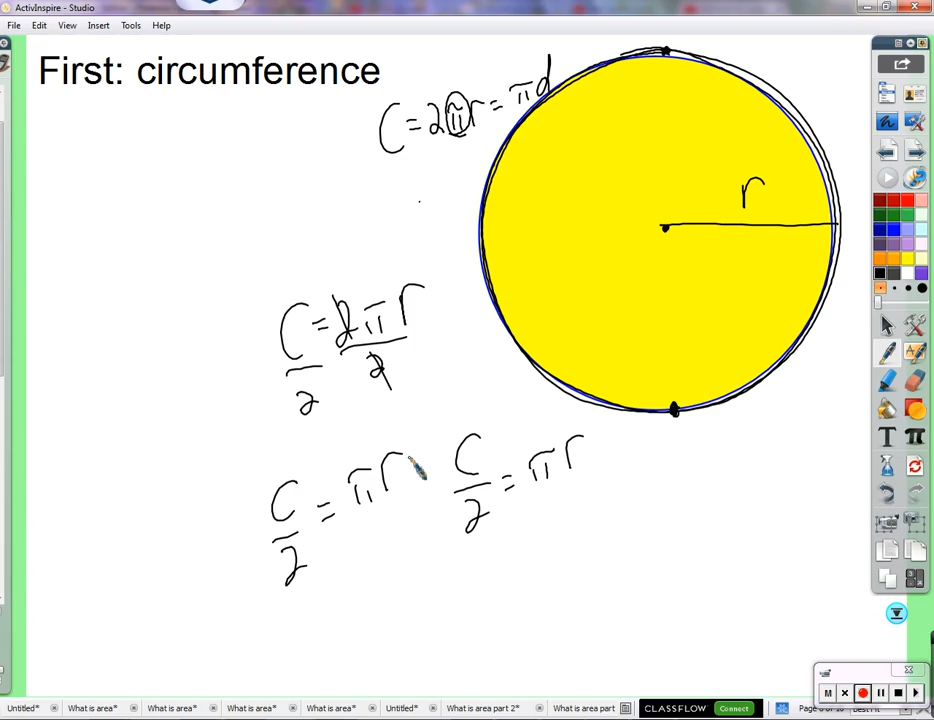 ActivInspire - Studio
File Edit View Insert Tools Help
First: circumference
C = 2πr = πd
r
C = 2πr
2 2
C/2 = πr
C/2 = πr
Untitled* What is area* What is area* What is area* What is area* Untitled* What is area part 2* What is area part CLASSFLOW Connect
M